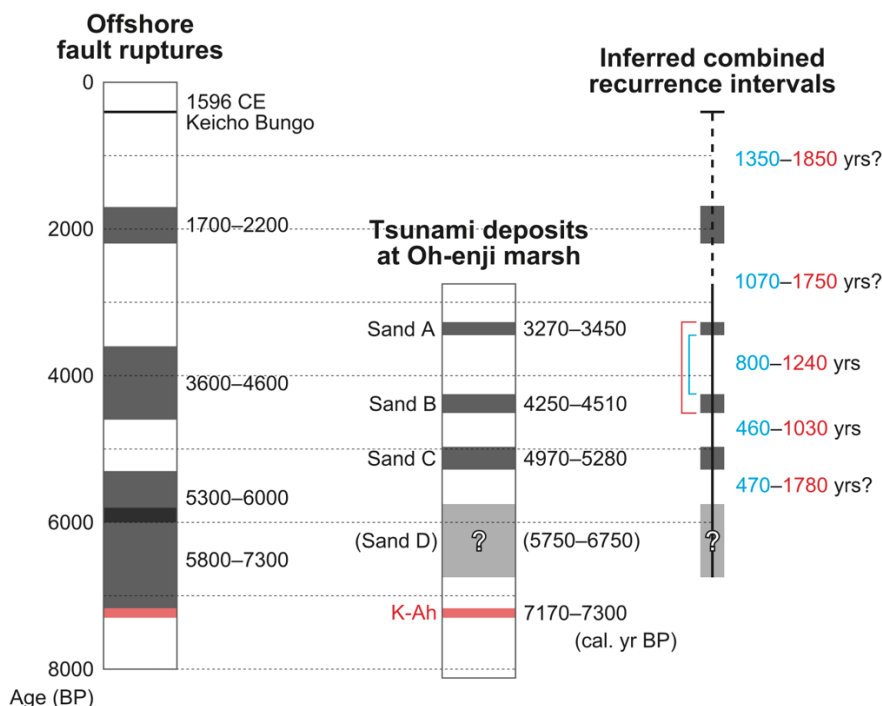 Offshore
fault ruptures
0
1596 CE
Keicho Bungo
1700–2200
2000
3600–4600
4000
5300–6000
6000
5800–7300
8000
Age (BP)
Tsunami deposits
at Oh-enji marsh
Sand A
3270–3450
Sand B
4250–4510
Sand C
4970–5280
(Sand D)
?
(5750–6750)
K-Ah
7170–7300
(cal. yr BP)
Inferred combined
recurrence intervals
1350–1850 yrs?
1070–1750 yrs?
800–1240 yrs
460–1030 yrs
470–1780 yrs?
?